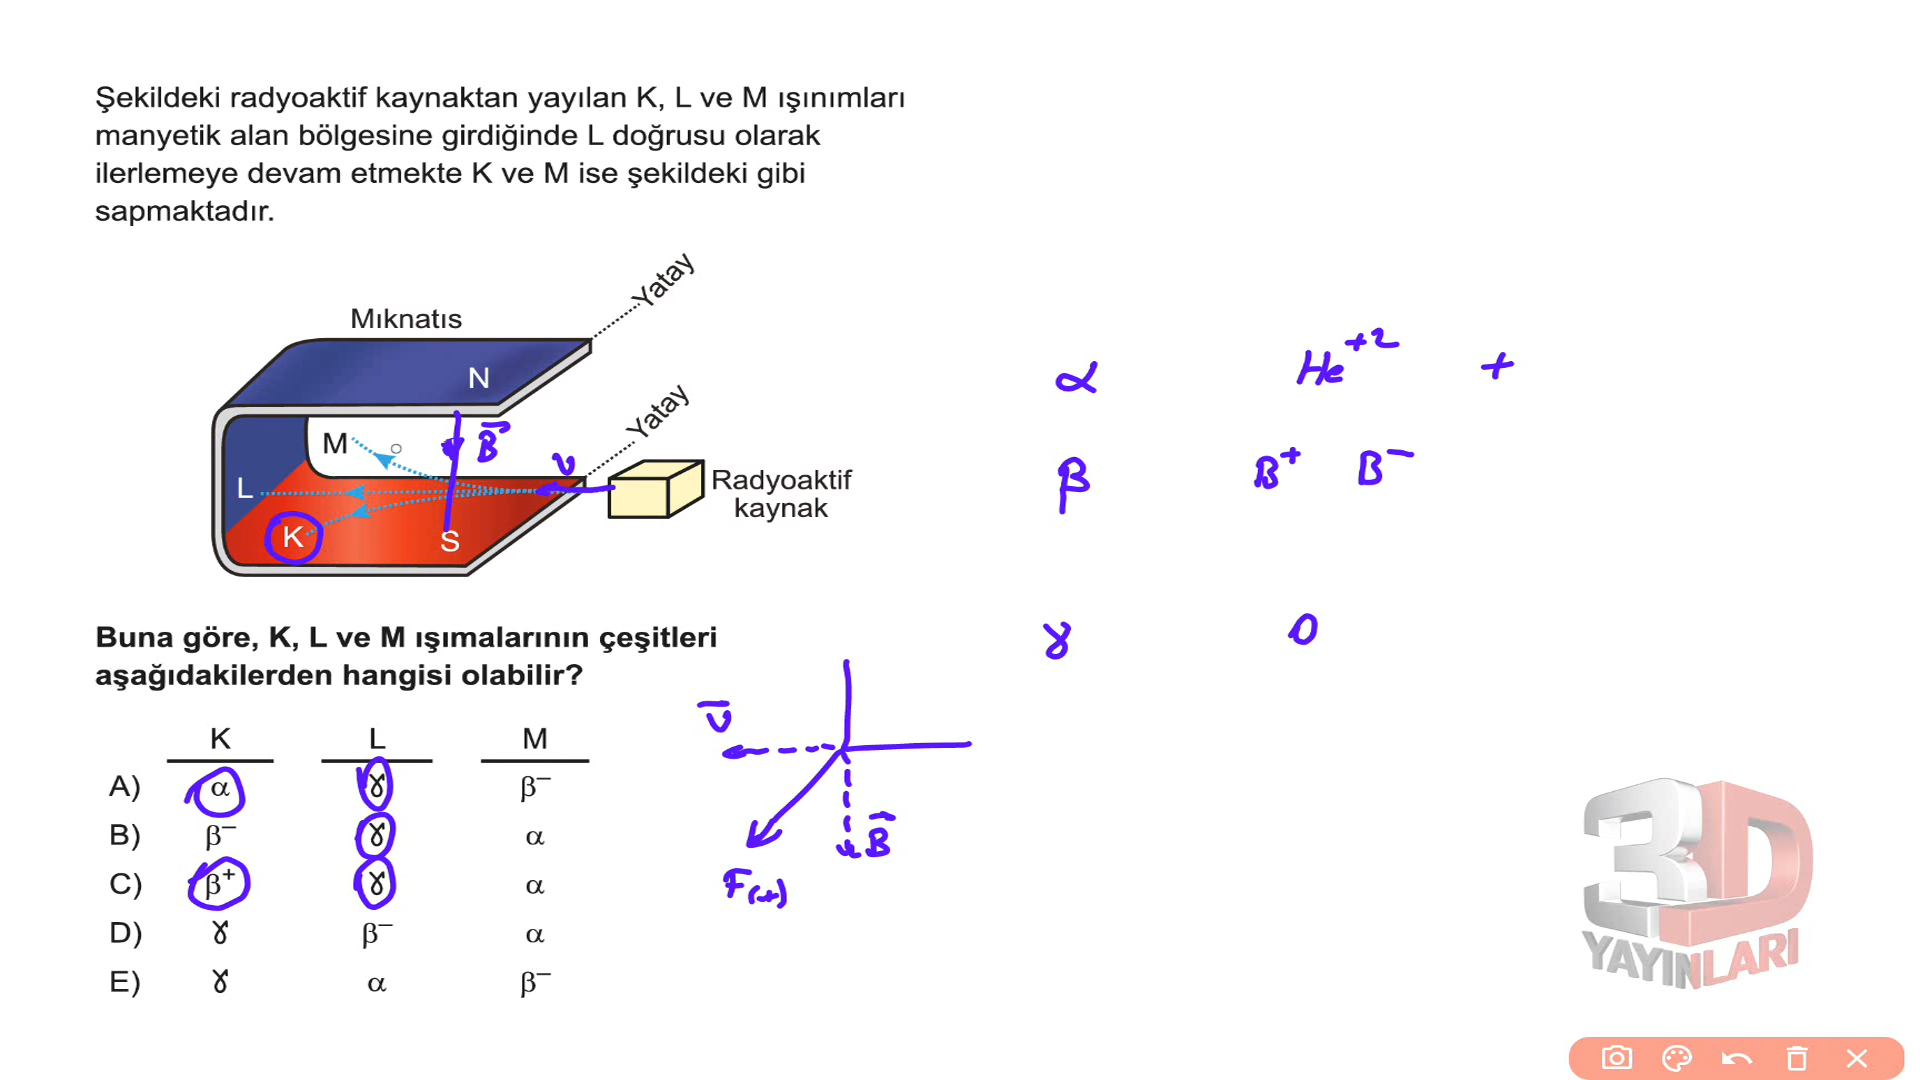 Şekildeki radyoaktif kaynaktan yayılan K, L ve M ışınımları
manyetik alan bölgesine girdiğinde L doğrusu olarak
ilerlemeye devam etmekte K ve M ise şekildeki gibi
sapmaktadır.
Yatay
Mıknatıs
N
Yatay
M
B
v
L
Radyoaktif
kaynak
K
S
α He+2 +
β B+ B−
γ 0
Buna göre, K, L ve M ışımalarının çeşitleri
aşağıdakilerden hangisi olabilir?
v
B
F(+)
K L M
A) α γ β−
B) β− γ α
C) β+ γ α
D) γ β− α
E) γ α β−
3D
YAYINLARI